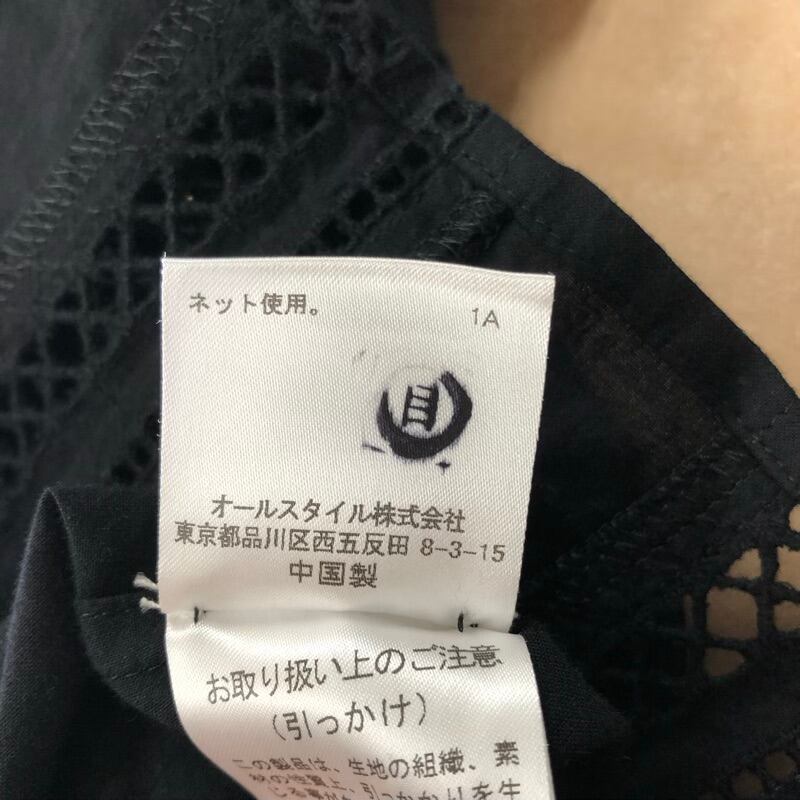 ネット使用。
1A
目
オールスタイル株式会社
東京都品川区西五反田 8-3-15
中国製
お取り扱い上のご注意
(引っかけ)
この製品は、生地の組織、素